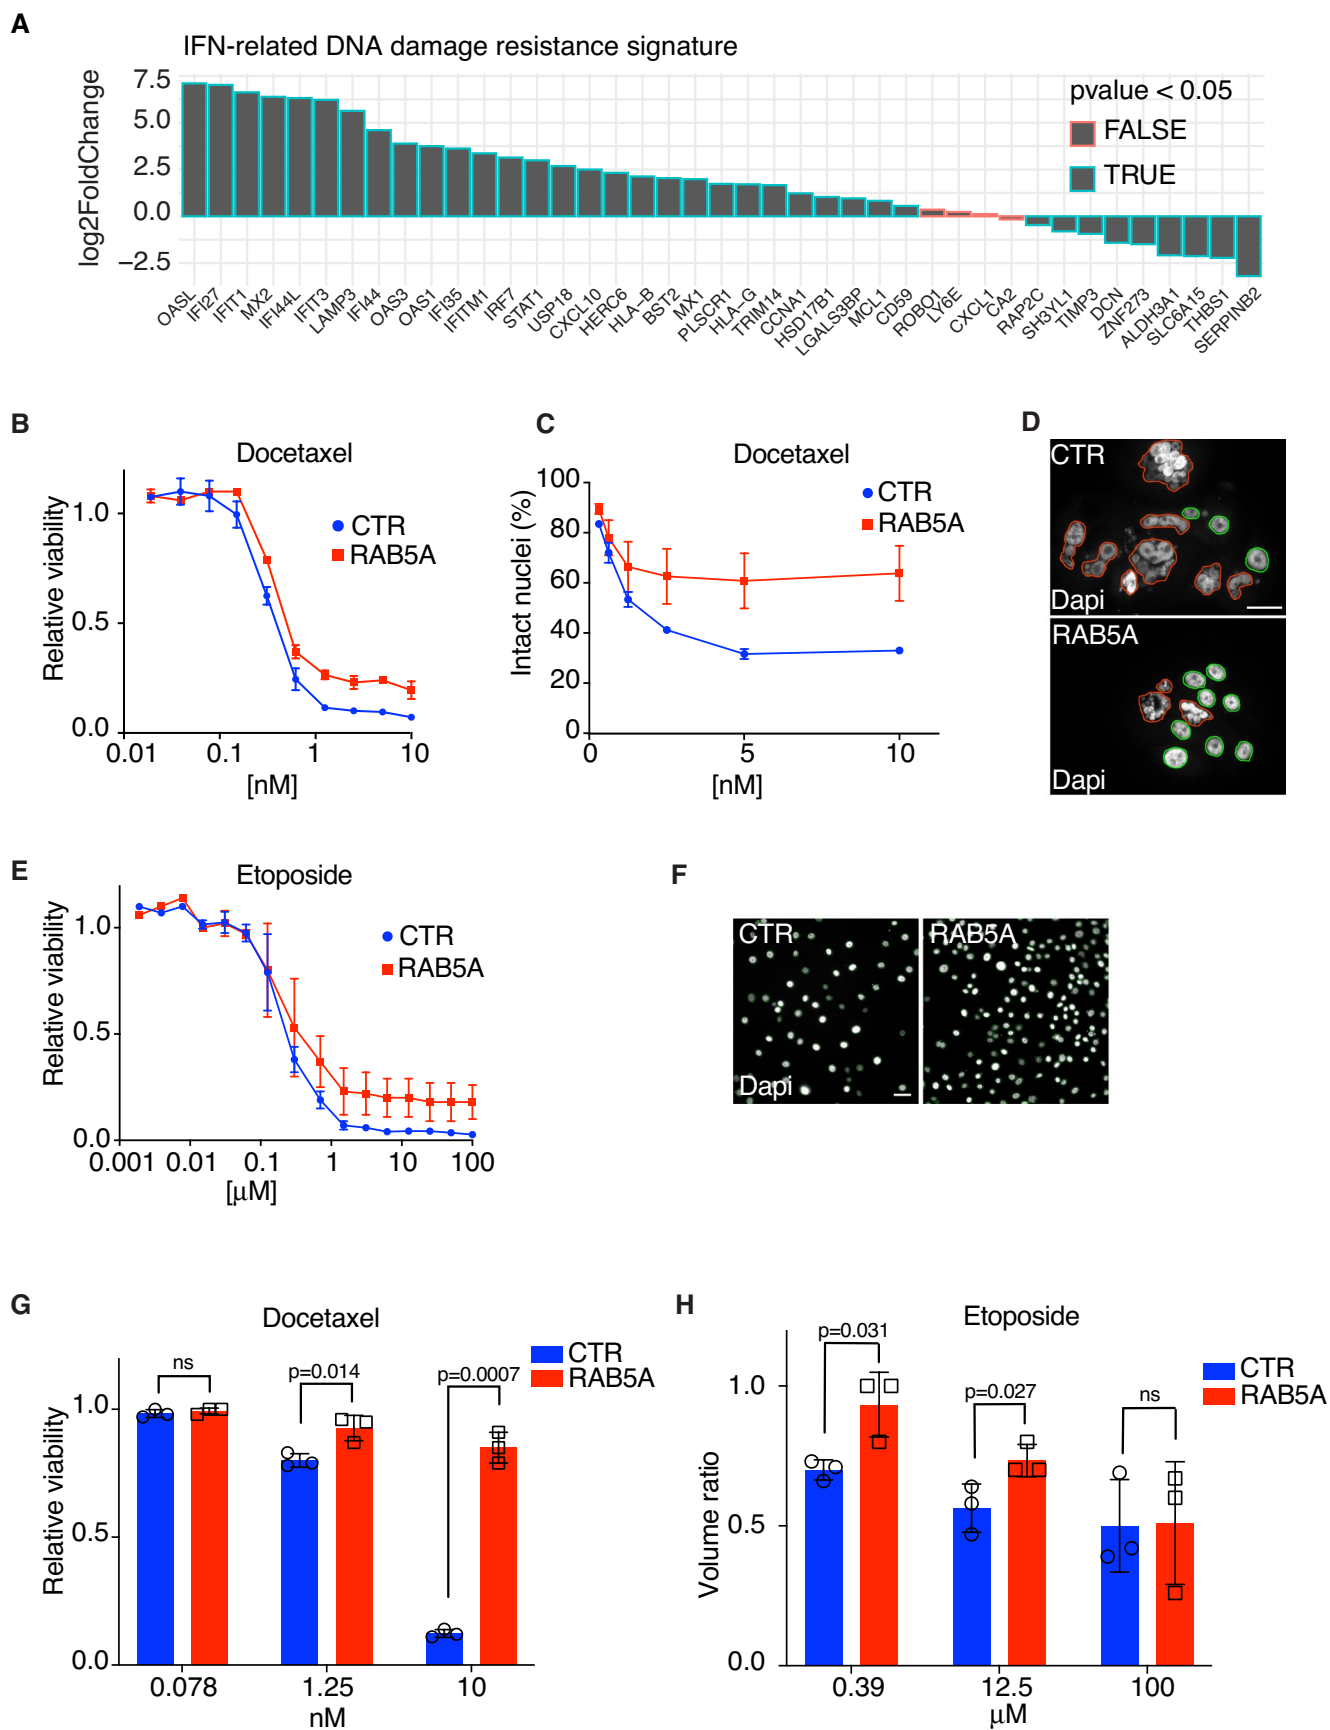 A
IFN-related DNA damage resistance signature
log2FoldChange
7.5
5.0
2.5
0.0
−2.5
pvalue < 0.05
FALSE
TRUE
OASL
IFI27
IFIT1
MX2
IFI44L
IFIT3
LAMP3
IFI44
OAS3
OAS1
IFI35
IFITM1
IRF7
STAT1
USP18
CXCL10
HERC6
HLA−B
BST2
MX1
PLSCR1
HLA−G
TRIM14
CCNA1
HSD17B1
LGALS3BP
MCL1
CD59
ROBO1
LY6E
CXCL1
CA2
RAP2C
SH3YL1
TIMP3
DCN
ZNF273
ALDH3A1
SLC6A15
THBS1
SERPINB2
B
Docetaxel
Relative viability
1.0
0.5
0.0
CTR
RAB5A
0.01
0.1
1
10
[nM]
C
Docetaxel
Intact nuclei (%)
100
80
60
40
20
0
CTR
RAB5A
0
5
10
[nM]
D
CTR
Dapi
RAB5A
Dapi
E
Etoposide
Relative viability
1.0
0.5
0.0
CTR
RAB5A
0.001
0.01
0.1
1
10
100
[μM]
F
CTR
Dapi
RAB5A
G
Docetaxel
Relative viability
1.0
0.5
0.0
ns
p=0.014
p=0.0007
CTR
RAB5A
0.078
1.25
10
nM
H
Etoposide
Volume ratio
1.0
0.5
0.0
p=0.031
p=0.027
ns
CTR
RAB5A
0.39
12.5
100
μM